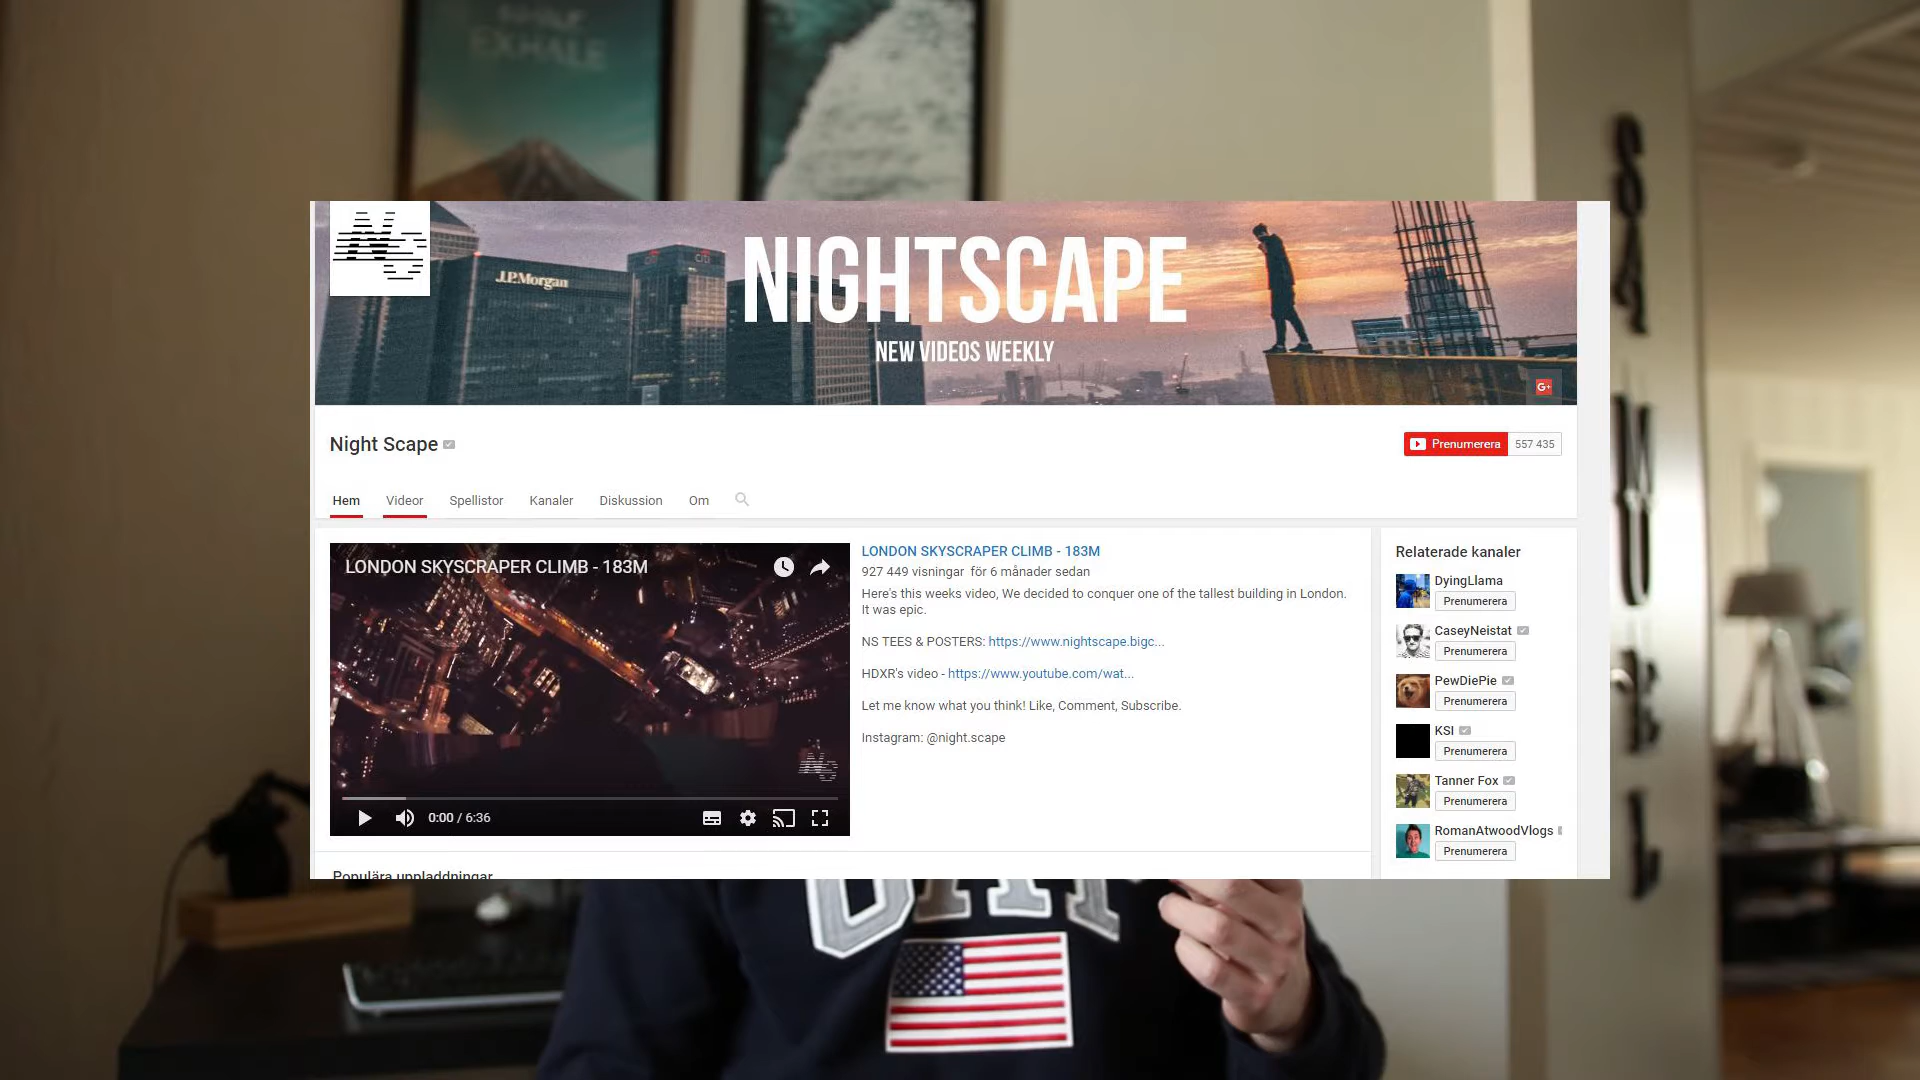 EXHALE
J.P.Morgan
citi
citi
NIGHTSCAPE
NEW VIDEOS WEEKLY
G+
Night Scape
Prenumerera 557 435
Hem Videor Spellistor Kanaler Diskussion Om
LONDON SKYSCRAPER CLIMB - 183M
0:00 / 6:36
LONDON SKYSCRAPER CLIMB - 183M
927 449 visningar för 6 månader sedan
Here's this weeks video, We decided to conquer one of the tallest building in London.
It was epic.
NS TEES & POSTERS: https://www.nightscape.bigc...
HDXR's video - https://www.youtube.com/wat...
Let me know what you think! Like, Comment, Subscribe.
Instagram: @night.scape
Relaterade kanaler
DyingLlama
Prenumerera
CaseyNeistat
Prenumerera
PewDiePie
Prenumerera
KSI
Prenumerera
Tanner Fox
Prenumerera
RomanAtwoodVlogs
Prenumerera
Populära uppladdningar